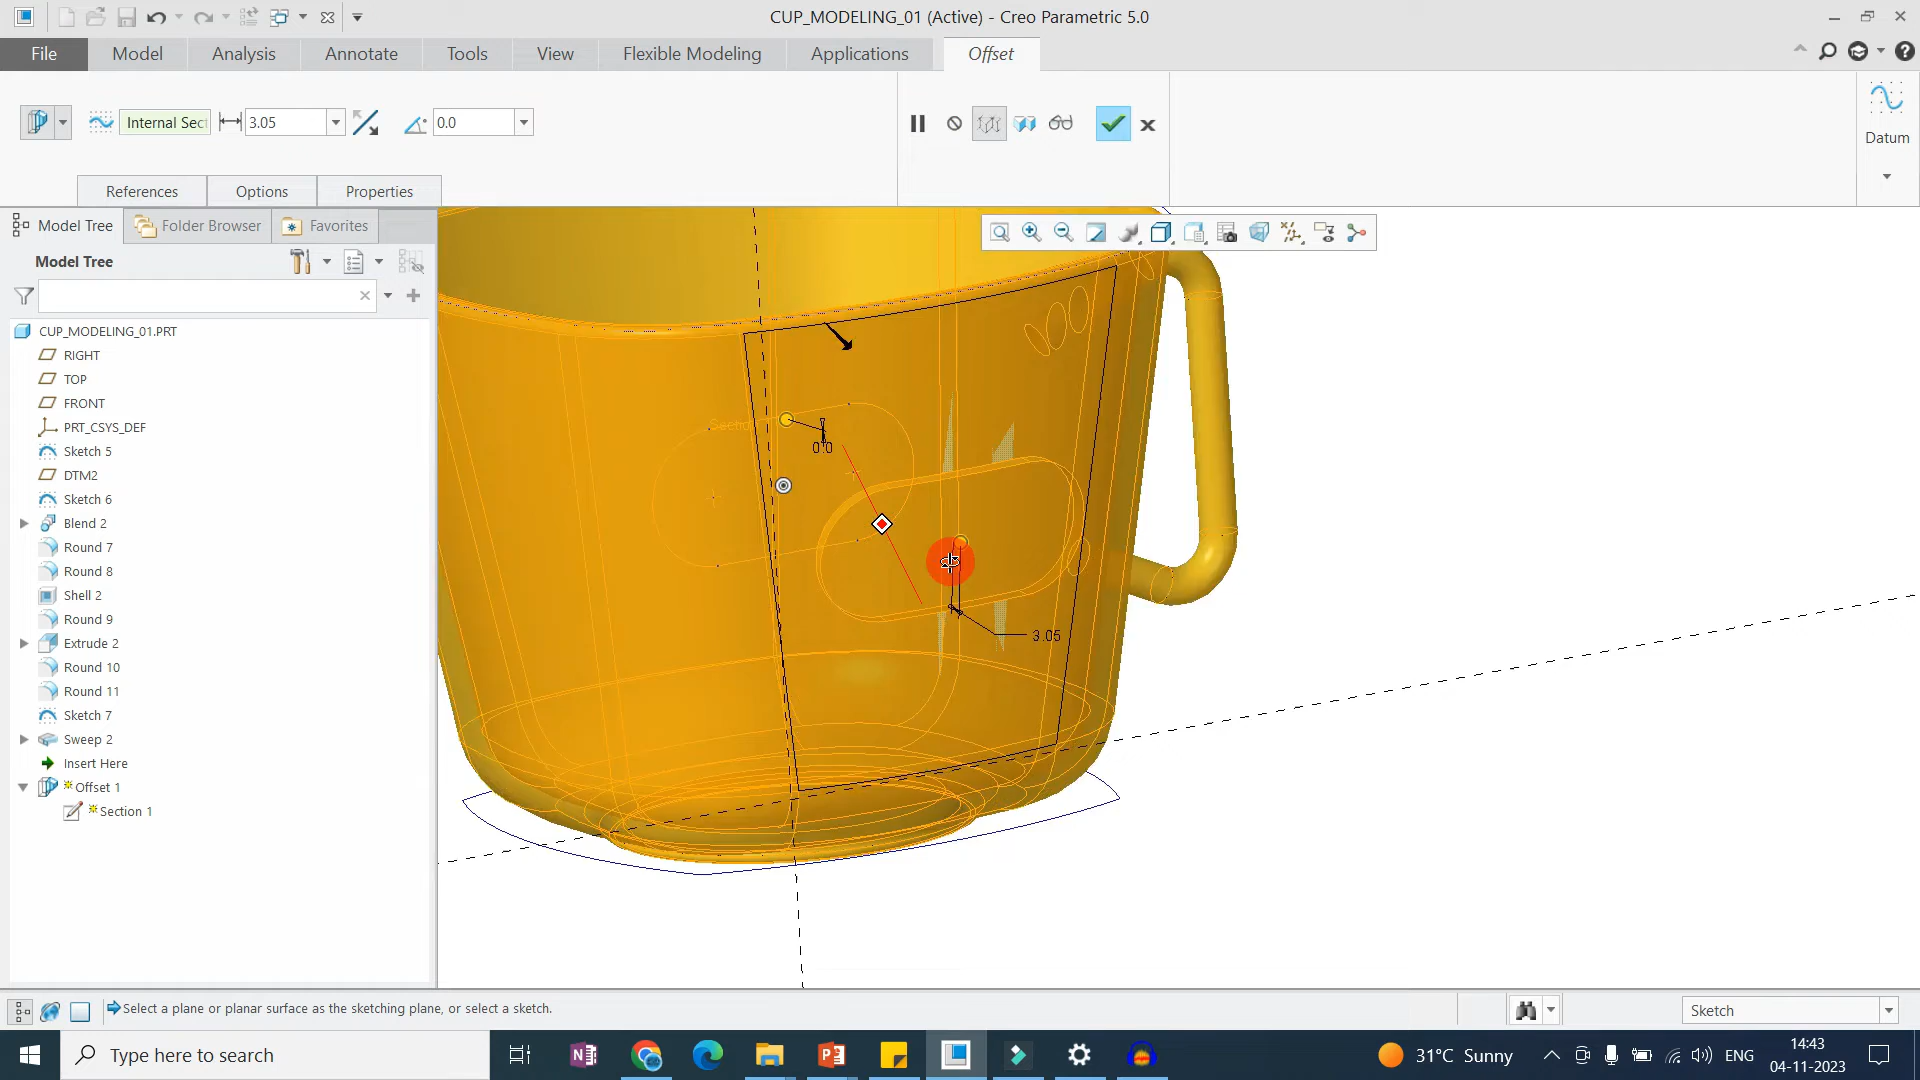 CUP_MODELING_01 (Active) - Creo Parametric 5.0
File Model Analysis Annotate Tools View Flexible Modeling Applications Offset
Internal Sect 3.05 0.0
Datum
References Options Properties
Model Tree Folder Browser Favorites
Model Tree
CUP_MODELING_01.PRT
RIGHT
TOP
FRONT
PRT_CSYS_DEF
Sketch 5
DTM2
Sketch 6
Blend 2
Round 7
Round 8
Shell 2
Round 9
Extrude 2
Round 10
Round 11
Sketch 7
Sweep 2
Insert Here
Offset 1
Section 1
0.0
3.05
Select a plane or planar surface as the sketching plane, or select a sketch.
Sketch
Type here to search
31°C Sunny
ENG
14:43
04-11-2023